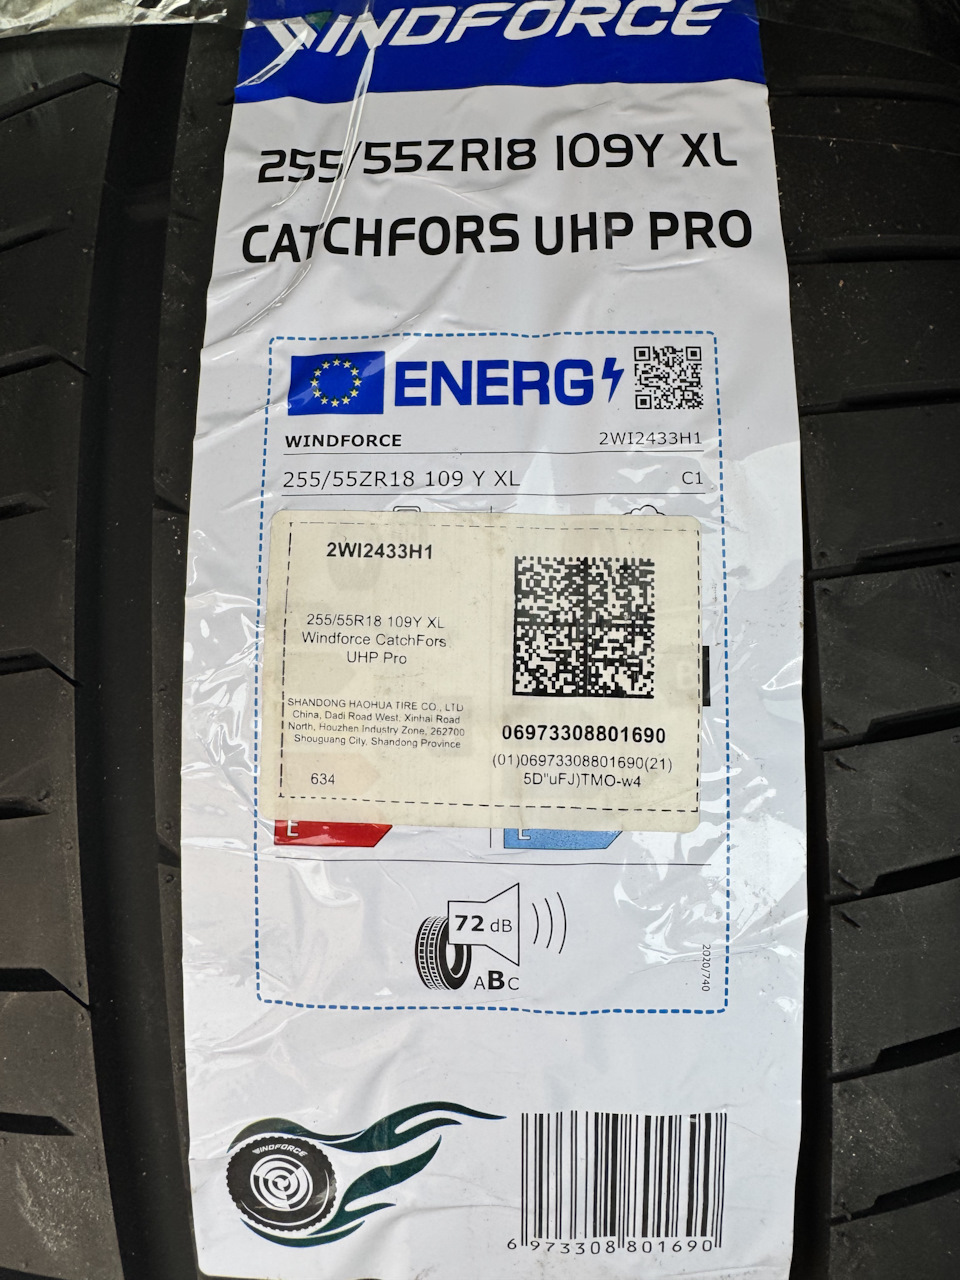 WINDFORCE
255/55ZR18 109Y XL
CATCHFORS UHP PRO
ENERG
WINDFORCE 2WI2433H1
255/55ZR18 109 Y XL C1
2WI2433H1
255/55R18 109Y XL
Windforce CatchFors
UHP Pro
SHANDONG HAOHUA TIRE CO., LTD
China, Dadi Road West, Xinhai Road
North, Houzhen Industry Zone, 262700
Shouguang City, Shandong Province
634
06973308801690
(01)06973308801690(21)
5D"uFJ)TMO-w4
E E
72 dB
ABC
2020/740
WINDFORCE
6 973308 801690